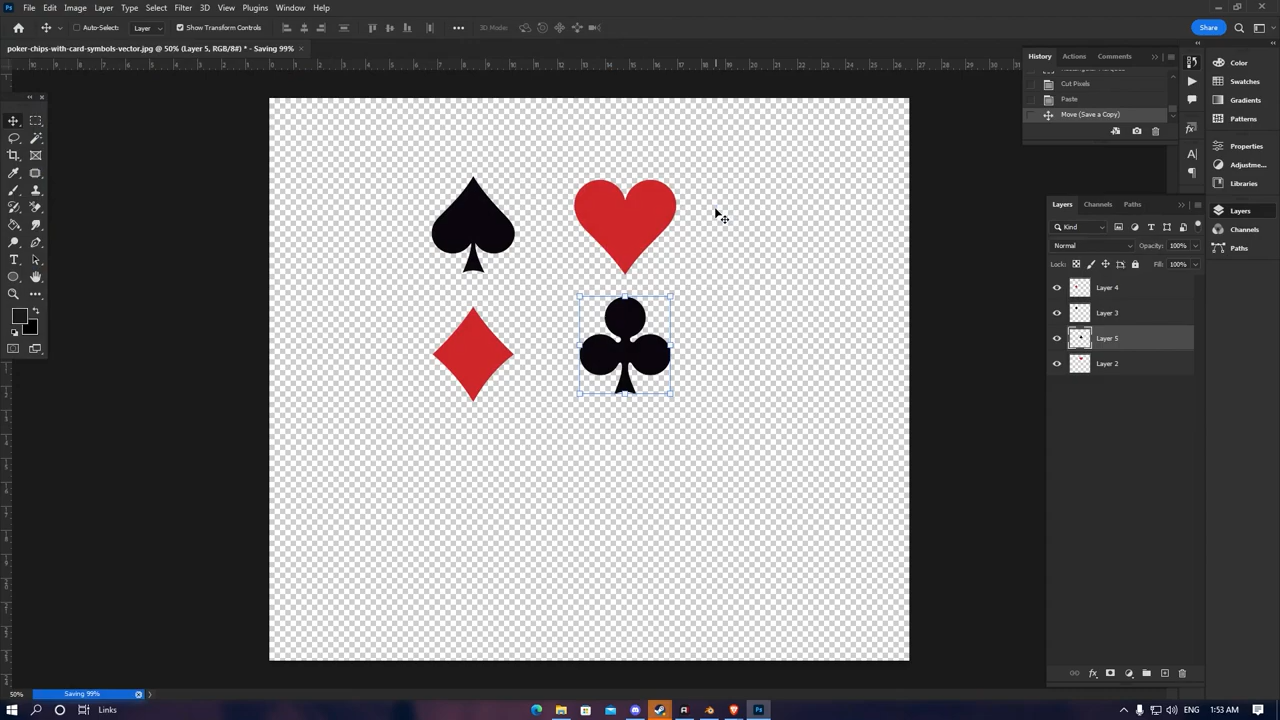 File Edit Image Layer Type Select Filter 3D View Plugins Window Help
Auto-Select: Layer Show Transform Controls 3D Mode: Share
poker-chips-with-card-symbols-vector.jpg @ 50% (Layer 5, RGB/8#) * - Saving 99%
History Actions Comments
Cut Pixels
Paste
Move (Save a Copy)
Color
Swatches
Gradients
Patterns
Properties
Adjustme...
Libraries
Layers
Channels
Paths
Layers Channels Paths
Kind
Normal Opacity: 100%
Lock: Fill: 100%
Layer 4
Layer 3
Layer 5
Layer 2
50% Saving 99%
Links 1:53 AM